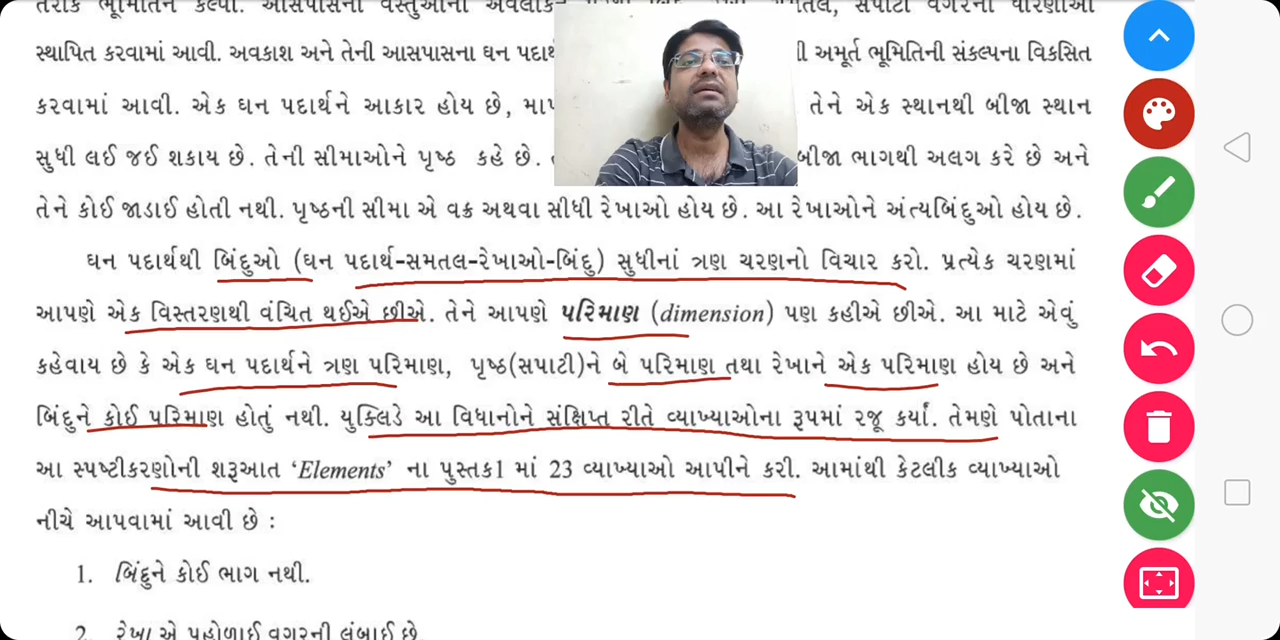 તરીકે ભૂમિતિને કલ્પી. આસપાસની વસ્તુઓના અવલોકન
સ્થાપિત કરવામાં આવી. અવકાશ અને તેની આસપાસના ઘન અમૂર્ત ભૂમિતિની સંકલ્પના વિકસિત
કરવામાં આવી. એક ઘન પદાર્થને આકાર હોય છે, તેને એક સ્થાનથી બીજા સ્થાન
સુધી લઈ જઈ શકાય છે. તેની સીમાઓને પૃષ્ઠ કહે છે. બીજા ભાગથી અલગ કરે છે અને
તેને કોઈ જાડાઈ હોતી નથી. પૃષ્ઠની સીમા એ વક્ર અથવા સીધી રેખાઓ હોય છે. આ રેખાઓને અંત્યબિંદુઓ હોય છે.
ઘન પદાર્થથી બિંદુઓ (ઘન પદાર્થ-સમતલ-રેખાઓ-બિંદુ) સુધીનાં ત્રણ ચરણનો વિચાર કરો. પ્રત્યેક ચરણમાં
આપણે એક વિસ્તરણથી વંચિત થઈએ છીએ. તેને આપણે પરિમાણ (dimension) પણ કહીએ છીએ. આ માટે એવું
કહેવાય છે કે એક ઘન પદાર્થને ત્રણ પરિમાણ, પૃષ્ઠ(સપાટી)ને બે પરિમાણ તથા રેખાને એક પરિમાણ હોય છે અને
બિંદુને કોઈ પરિમાણ હોતું નથી. યુક્લિડે આ વિધાનોને સંક્ષિપ્ત રીતે વ્યાખ્યાઓના રૂપમાં રજૂ કર્યાં. તેમણે પોતાના
આ સ્પષ્ટીકરણોની શરૂઆત ‘Elements’ ના પુસ્તક1 માં 23 વ્યાખ્યાઓ આપીને કરી. આમાંથી કેટલીક વ્યાખ્યાઓ
નીચે આપવામાં આવી છે :
1. બિંદુને કોઈ ભાગ નથી.
2. રેખા એ પહોળાઈ વગરની લંબાઈ છે.